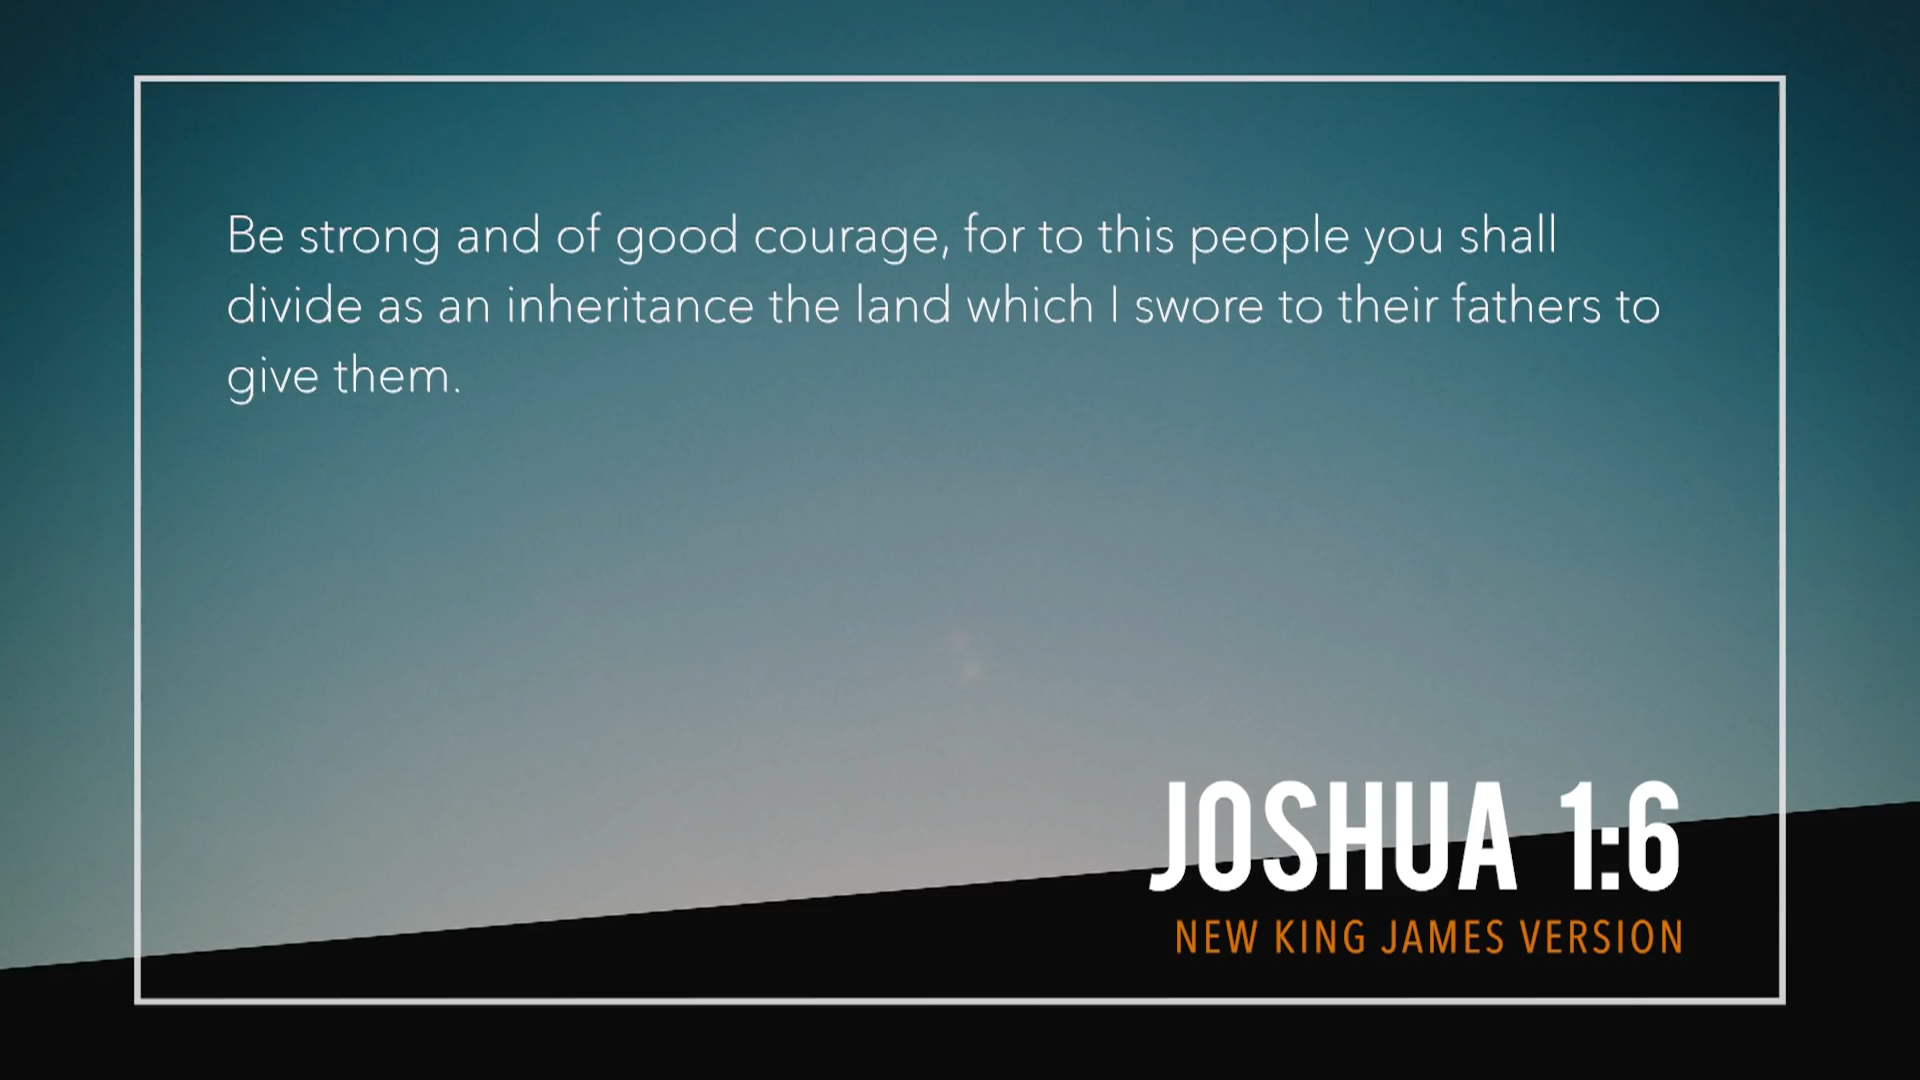 Be strong and of good courage, for to this people you shall
divide as an inheritance the land which I swore to their fathers to
give them.
JOSHUA 1:6
NEW KING JAMES VERSION